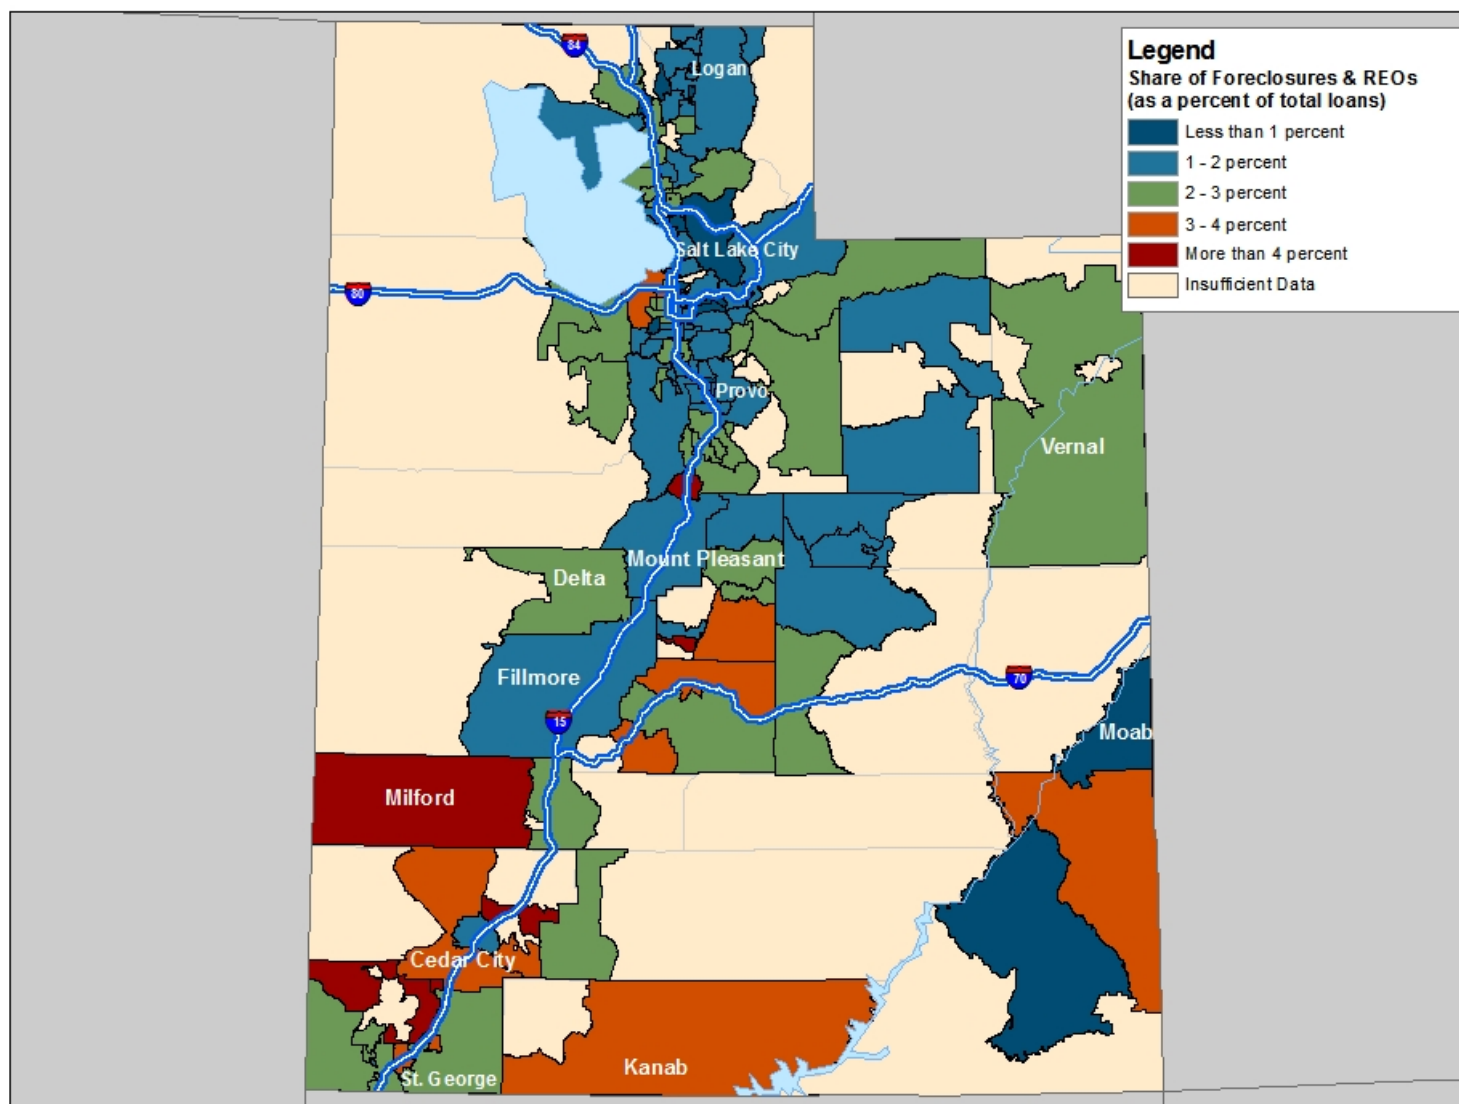 84
Logan
Legend
Share of Foreclosures & REOs
(as a percent of total loans)
Less than 1 percent
1 - 2 percent
2 - 3 percent
3 - 4 percent
More than 4 percent
Insufficient Data
Salt Lake City
80
Provo
Vernal
Mount Pleasant
Delta
Fillmore
70
15
Moab
Milford
Cedar City
Kanab
St. George